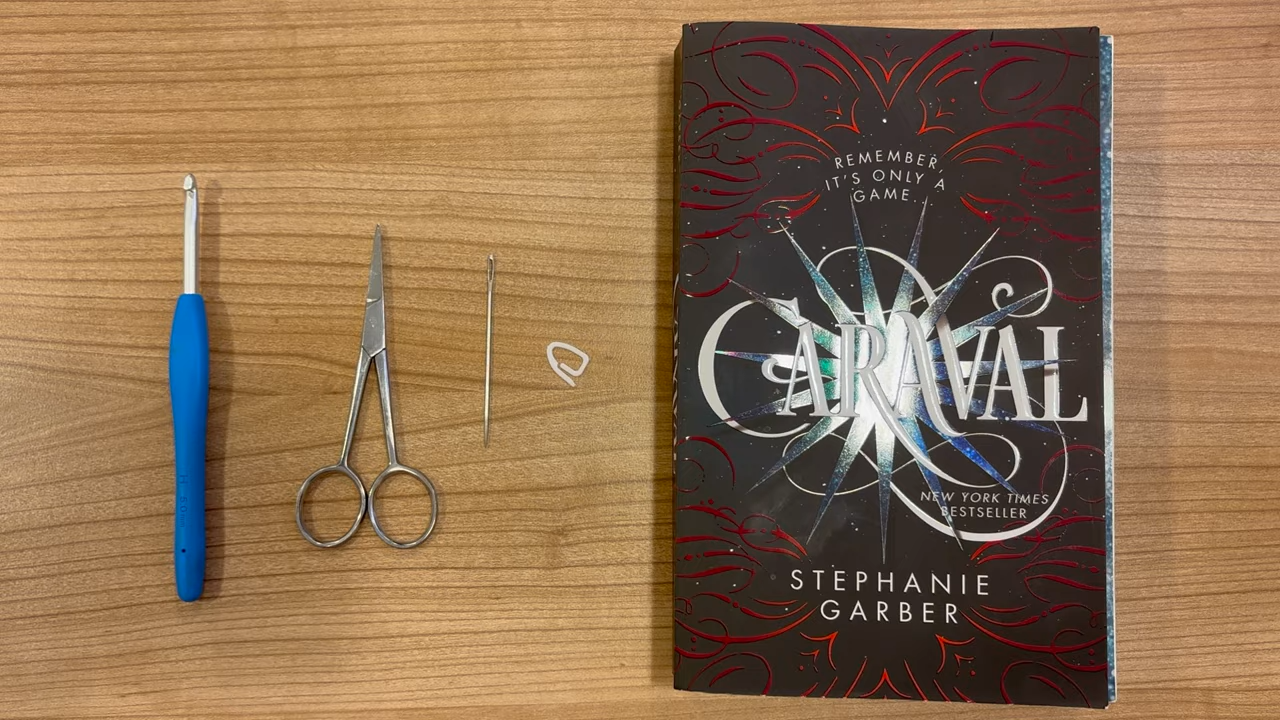 REMEMBER,
IT'S ONLY A
GAME...
CARAVAL
NEW YORK TIMES
BESTSELLER
STEPHANIE
GARBER